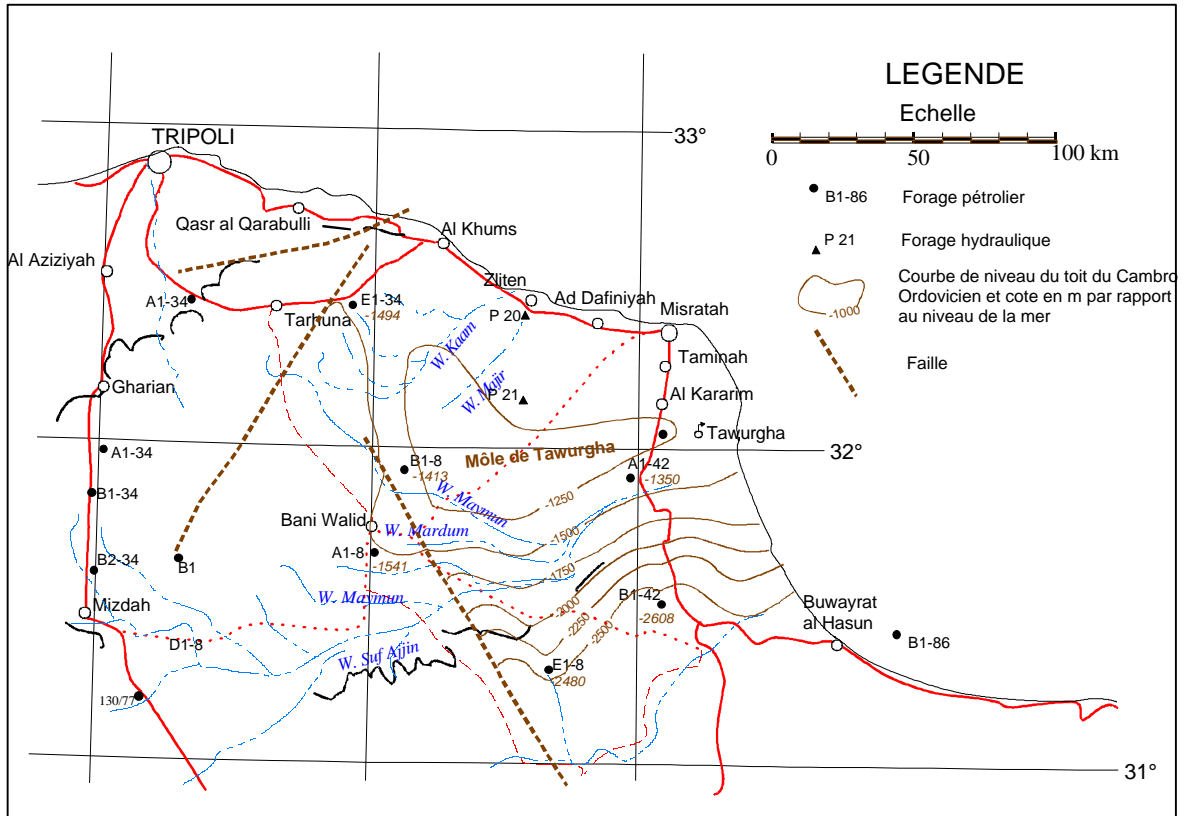 LEGENDE
Echelle
0 50 100 km
B1-86 Forage pétrolier
P 21 Forage hydraulique
Courbe de niveau du toit du Cambro
Ordovicien et cote en m par rapport
au niveau de la mer
-1000
Faille
33°
TRIPOLI
Qasr al Qarabulli
Al Khums
Al Aziziyah
Zliten
Ad Dafiniyah
A1-34
E1-34
-1494
Tarhuna
P 20
Misratah
W. Kaam
Taminah
Gharian
W. Majir
P 21
Al Kararim
Tawurgha
32°
A1-34
Môle de Tawurgha
B1-8
-1413
A1-42
-1350
B1-34
W. Maymun
-1250
Bani Walid
W. Mardum
-1500
A1-8
-1541
B2-34
B1
-1750
W. Maymun
-2000
B1-42
-2608
Mizdah
Buwayrat
al Hasun
-2250
-2500
B1-86
D1-8
W. Suf Ajjin
E1-8
-2480
130/77
31°